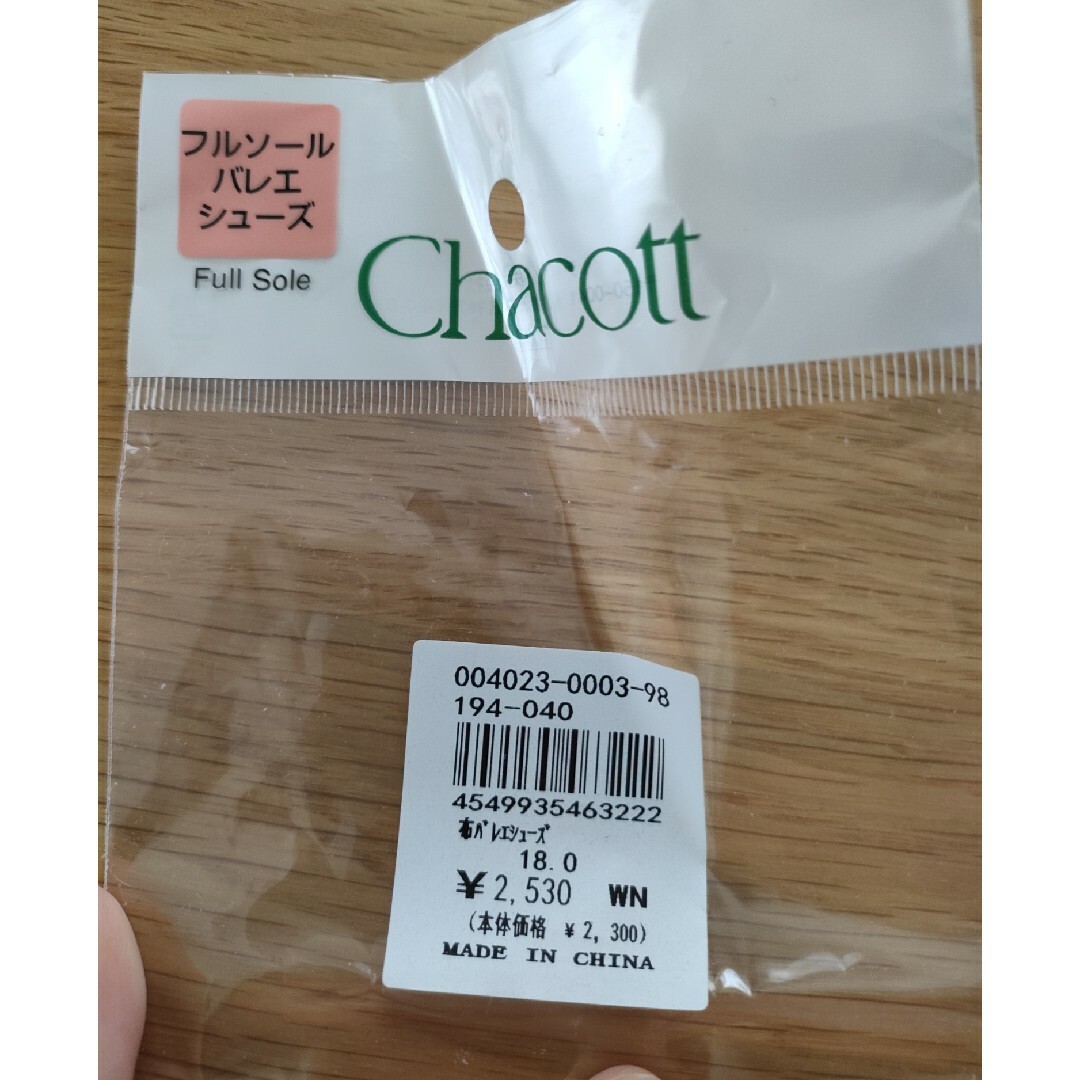 フルソール
バレエ
シューズ
Full Sole
Chacott
004023-0003-98
194-040
4549935463222
布ﾊﾞﾚｴｼｭｰｽﾞ
18.0
¥2,530 WN
(本体価格 ¥2,300)
MADE IN CHINA